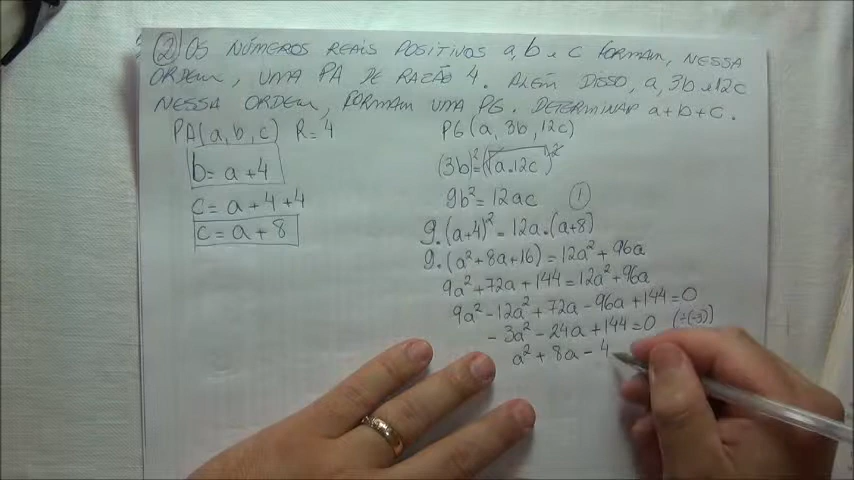 ② OS NÚMEROS REAIS POSITIVOS a, b e c FORMAM, NESSA
ORDEM, UMA PA DE RAZÃO 4. ALÉM DISSO, a, 3b e 12c
NESSA ORDEM, FORMAM UMA PG. DETERMINAR a+b+c.
PA(a, b, c) R=4
b = a+4
c = a+4+4
c = a+8
PG(a, 3b, 12c)
(3b)² = (√a.12c)²
9b² = 12ac ①
9.(a+4)² = 12a.(a+8)
9.(a²+8a+16) = 12a² + 96a
9a²+72a+144 = 12a²+96a
9a²-12a²+72a-96a+144=0
-3a²-24a+144=0 (÷(-3))
a²+8a-4